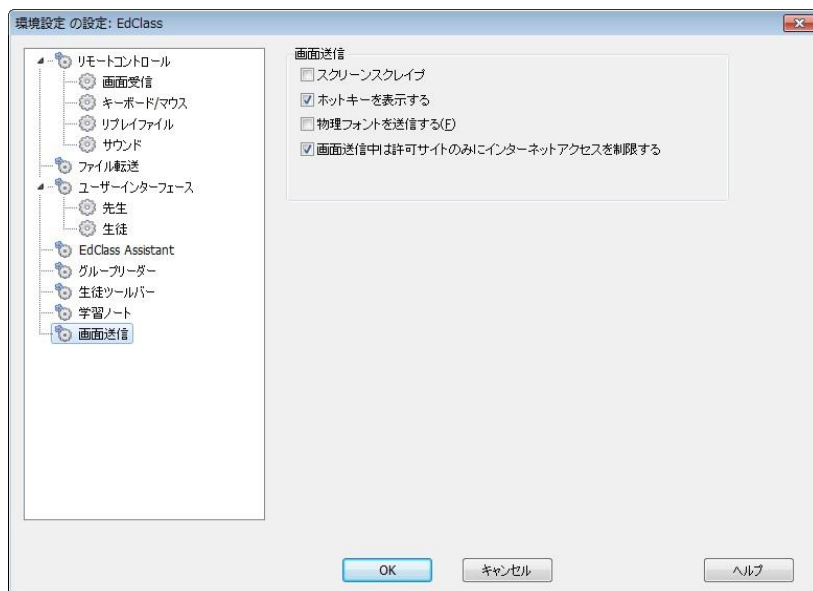 環境設定 の設定: EdClass
リモートコントロール
画面受信
キーボード/マウス
リプレイファイル
サウンド
ファイル転送
ユーザーインターフェース
先生
生徒
EdClass Assistant
グループリーダー
生徒ツールバー
学習ノート
画面送信
画面送信
スクリーンスクレイプ
ホットキーを表示する
物理フォントを送信する(F)
画面送信中は許可サイトのみにインターネットアクセスを制限する
OK
キャンセル
ヘルプ